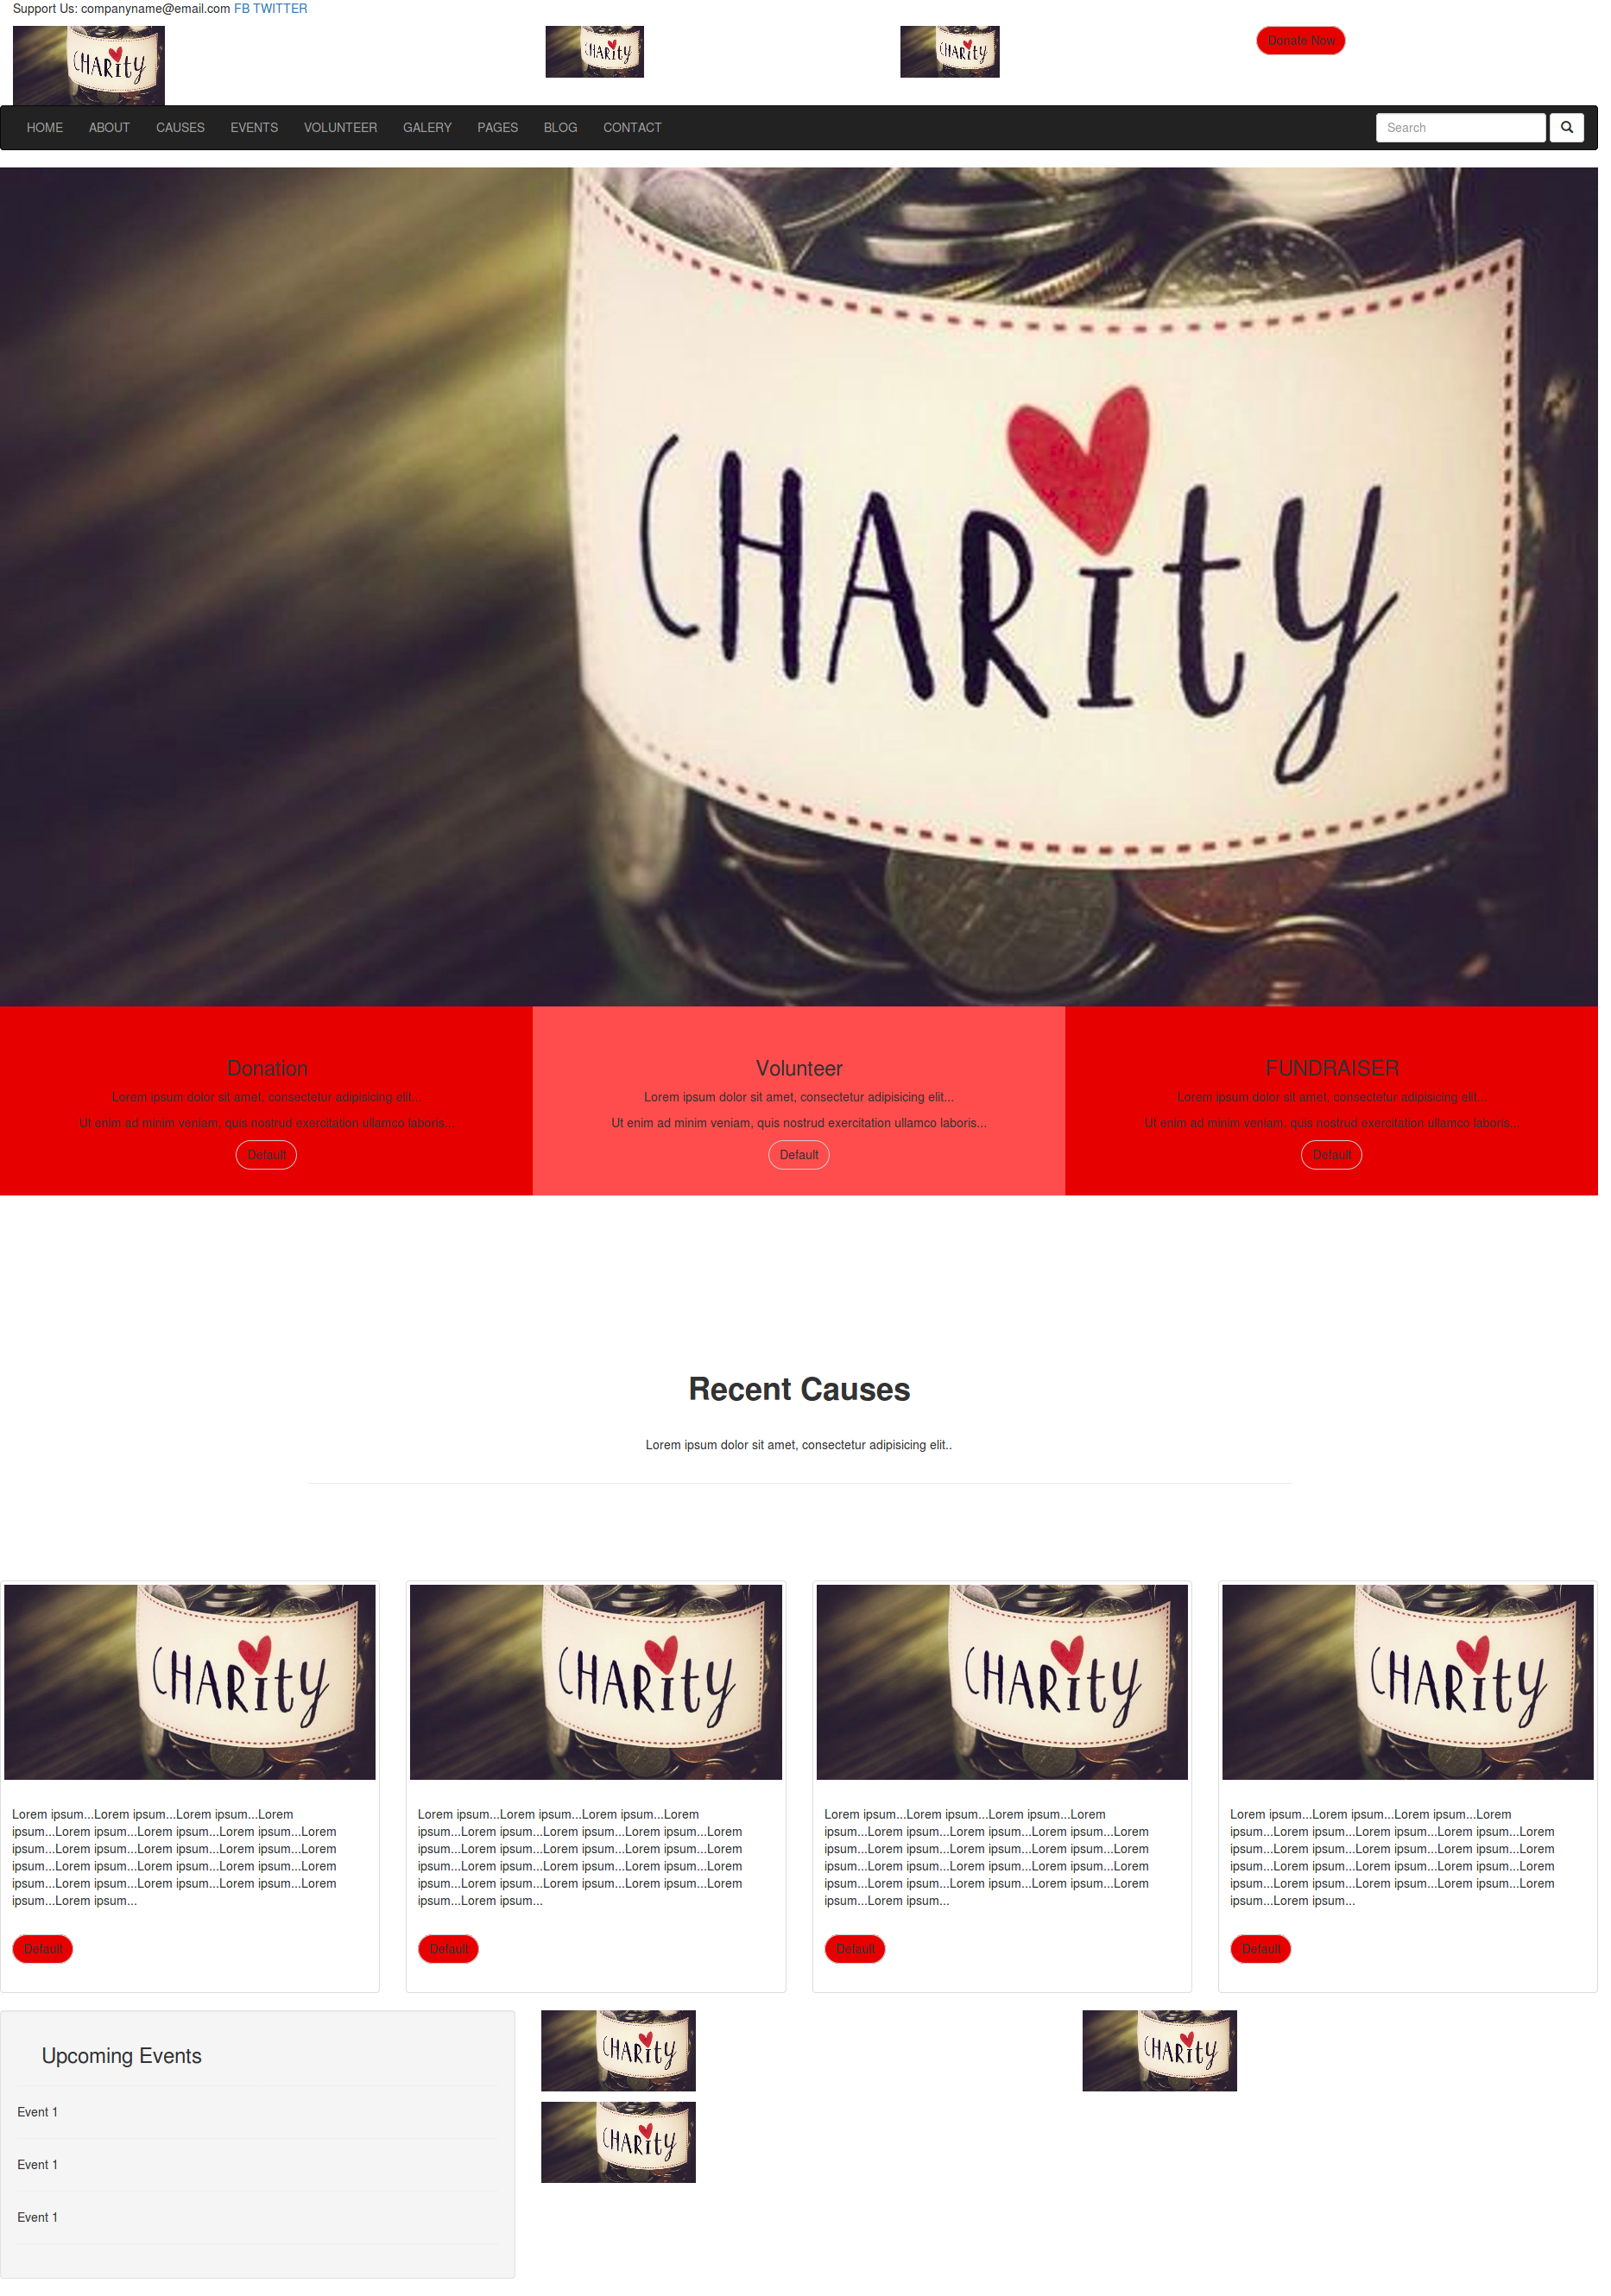 Support Us: companyname@email.com FB TWITTER
CHARITY
CHARITY
CHARITY
Donate Now
HOME ABOUT CAUSES EVENTS VOLUNTEER GALERY PAGES BLOG CONTACT
Search
CHARITY
Donation
Lorem ipsum dolor sit amet, consectetur adipisicing elit...
Ut enim ad minim veniam, quis nostrud exercitation ullamco laboris...
Default
Volunteer
Lorem ipsum dolor sit amet, consectetur adipisicing elit...
Ut enim ad minim veniam, quis nostrud exercitation ullamco laboris...
Default
FUNDRAISER
Lorem ipsum dolor sit amet, consectetur adipisicing elit...
Ut enim ad minim veniam, quis nostrud exercitation ullamco laboris...
Default
Recent Causes
Lorem ipsum dolor sit amet, consectetur adipisicing elit..
CHARITY
Lorem ipsum...Lorem ipsum...Lorem ipsum...Lorem
ipsum...Lorem ipsum...Lorem ipsum...Lorem ipsum...Lorem
ipsum...Lorem ipsum...Lorem ipsum...Lorem ipsum...Lorem
ipsum...Lorem ipsum...Lorem ipsum...Lorem ipsum...Lorem
ipsum...Lorem ipsum...Lorem ipsum...Lorem ipsum...Lorem
ipsum...Lorem ipsum...
Default
CHARITY
Lorem ipsum...Lorem ipsum...Lorem ipsum...Lorem
ipsum...Lorem ipsum...Lorem ipsum...Lorem ipsum...Lorem
ipsum...Lorem ipsum...Lorem ipsum...Lorem ipsum...Lorem
ipsum...Lorem ipsum...Lorem ipsum...Lorem ipsum...Lorem
ipsum...Lorem ipsum...Lorem ipsum...Lorem ipsum...Lorem
ipsum...Lorem ipsum...
Default
CHARITY
Lorem ipsum...Lorem ipsum...Lorem ipsum...Lorem
ipsum...Lorem ipsum...Lorem ipsum...Lorem ipsum...Lorem
ipsum...Lorem ipsum...Lorem ipsum...Lorem ipsum...Lorem
ipsum...Lorem ipsum...Lorem ipsum...Lorem ipsum...Lorem
ipsum...Lorem ipsum...Lorem ipsum...Lorem ipsum...Lorem
ipsum...Lorem ipsum...
Default
CHARITY
Lorem ipsum...Lorem ipsum...Lorem ipsum...Lorem
ipsum...Lorem ipsum...Lorem ipsum...Lorem ipsum...Lorem
ipsum...Lorem ipsum...Lorem ipsum...Lorem ipsum...Lorem
ipsum...Lorem ipsum...Lorem ipsum...Lorem ipsum...Lorem
ipsum...Lorem ipsum...Lorem ipsum...Lorem ipsum...Lorem
ipsum...Lorem ipsum...
Default
Upcoming Events
Event 1
Event 1
Event 1
CHARITY
CHARITY
CHARITY